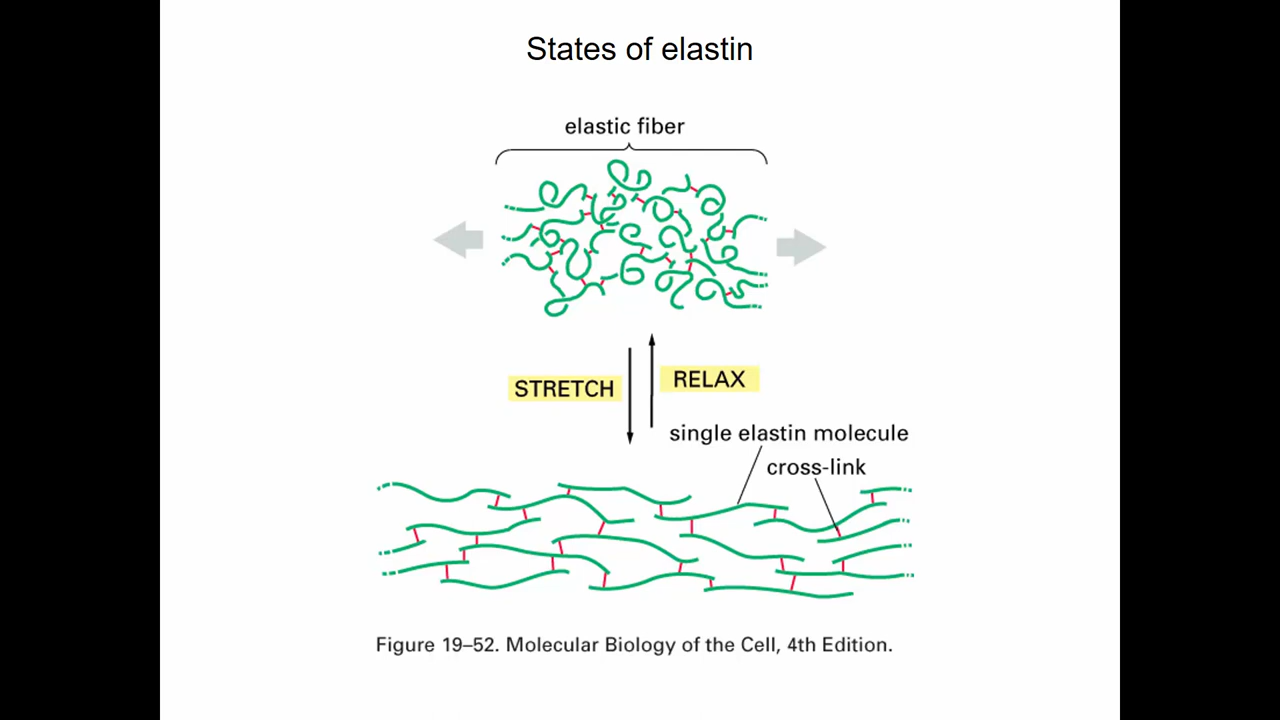 States of elastin
elastic fiber
STRETCH
RELAX
single elastin molecule
cross-link
Figure 19–52. Molecular Biology of the Cell, 4th Edition.